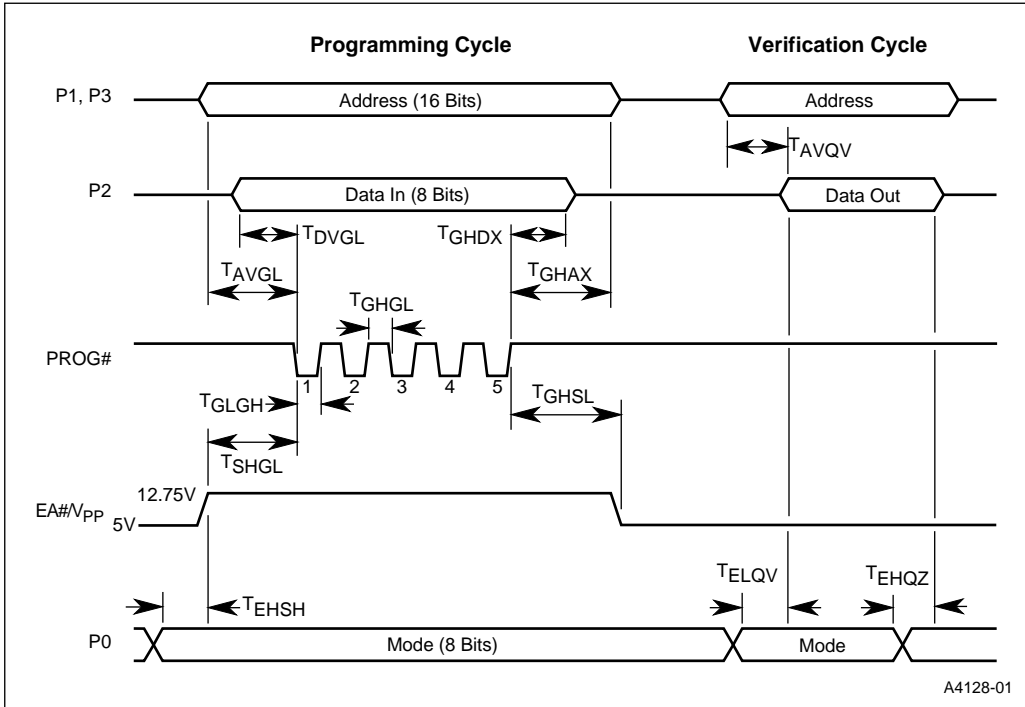 Programming Cycle Verification Cycle
P1, P3 Address (16 Bits) Address
TAVQV
P2 Data In (8 Bits) Data Out
TDVGL TGHDX
TAVGL TGHAX
TGHGL
PROG#
1 2 3 4 5
TGLGH TGHSL
TSHGL
12.75V
EA#/VPP 5V
TELQV TEHQZ
TEHSH
P0 Mode (8 Bits) Mode
A4128-01